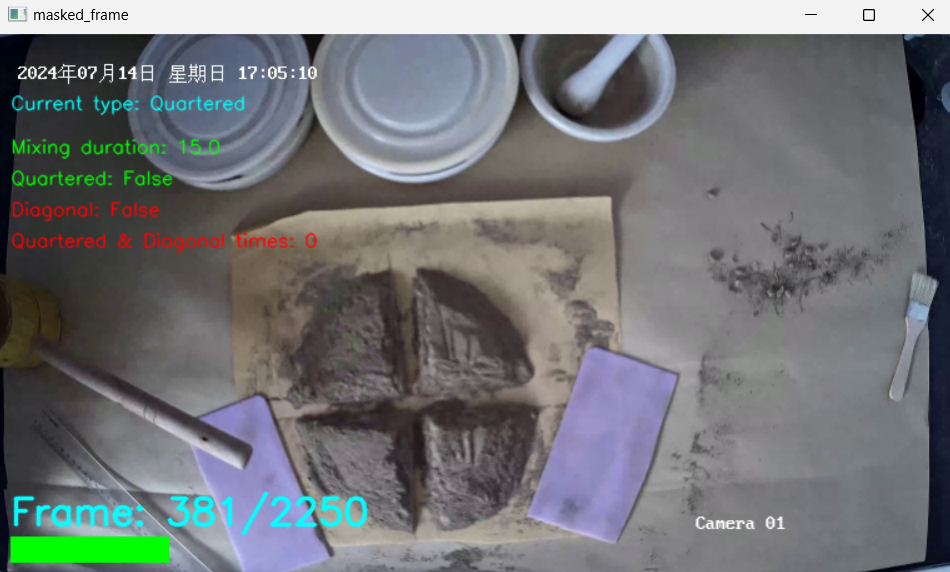 masked_frame
2024年07月14日 星期日 17:05:10
Current type: Quartered
Mixing duration: 15.0
Quartered: False
Diagonal: False
Quartered & Diagonal times: 0
Frame: 381/2250
Camera 01